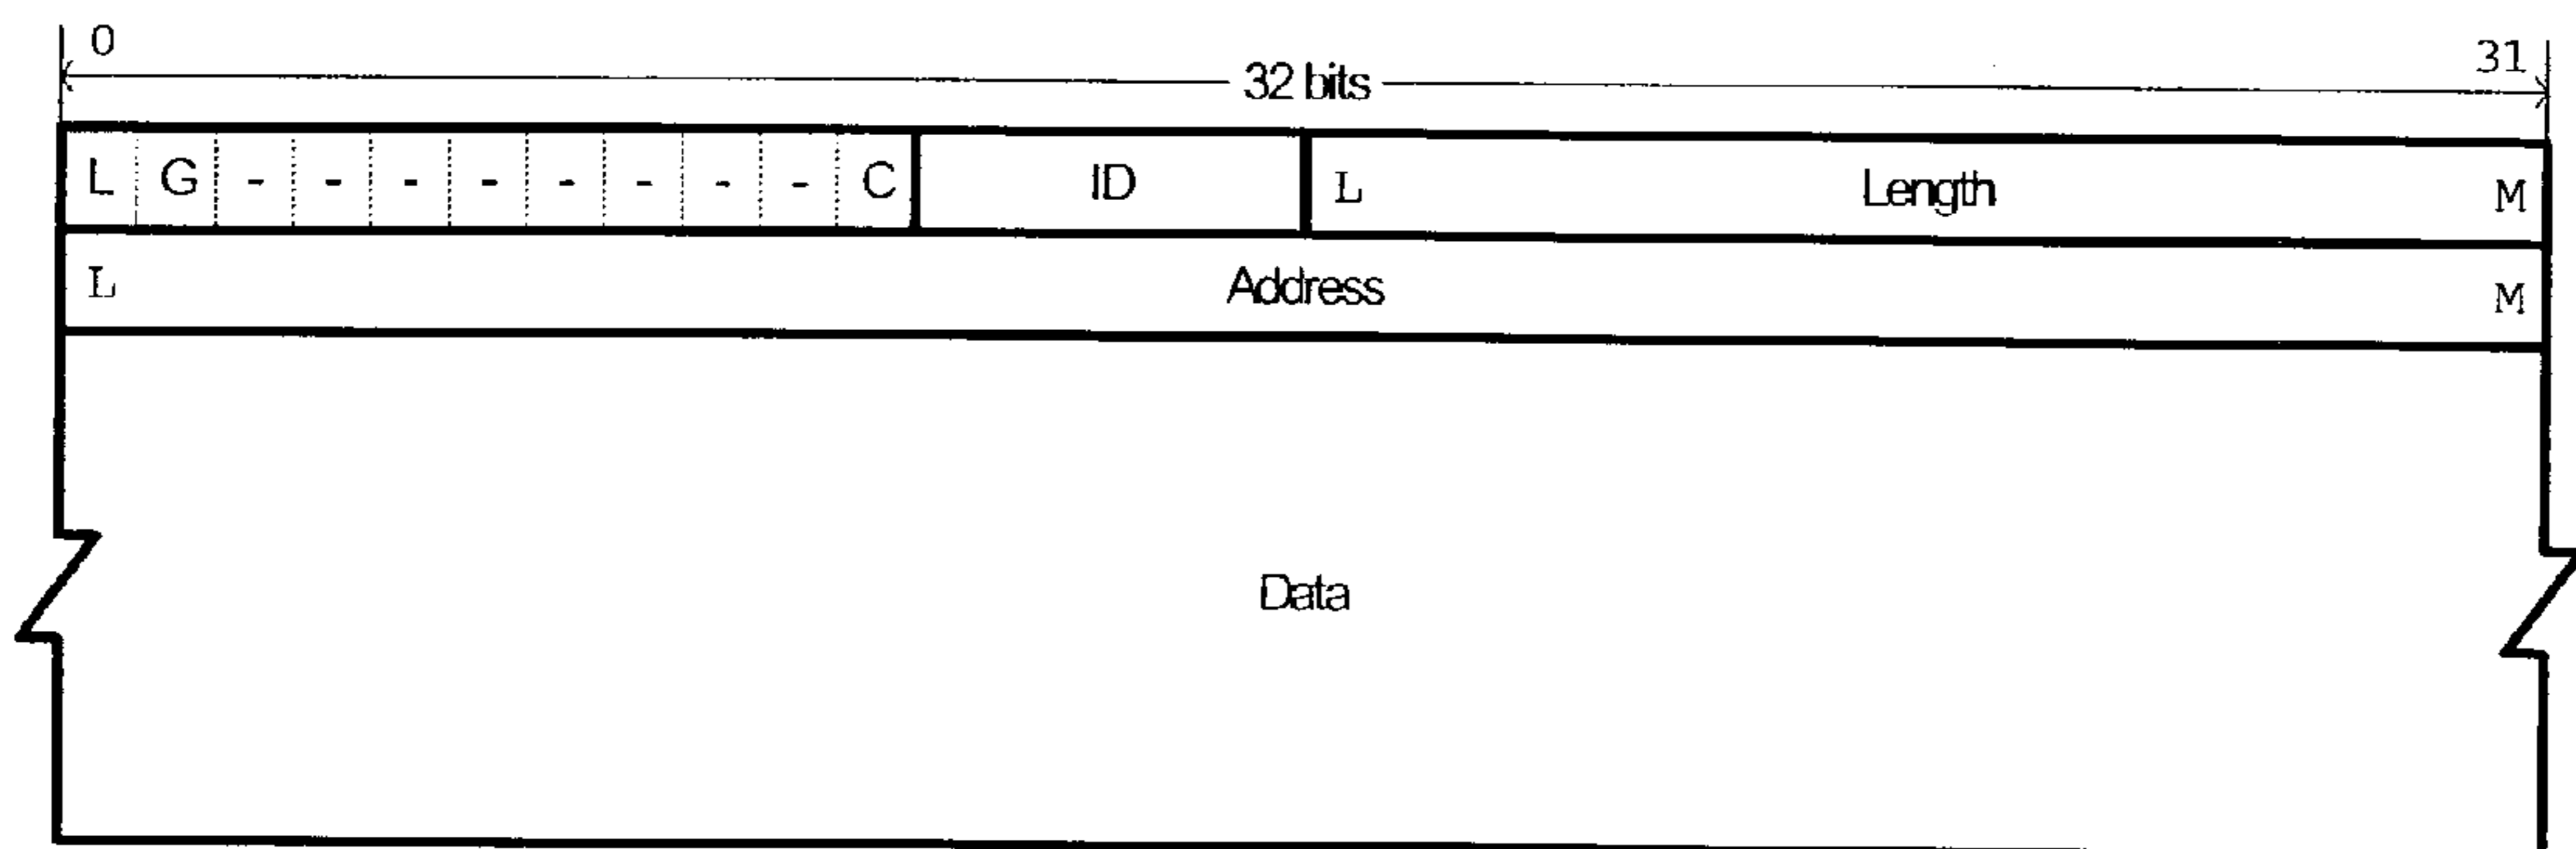 0 31
32 bits
L G - - - - - - - - C ID L Length M
L Address M
Data